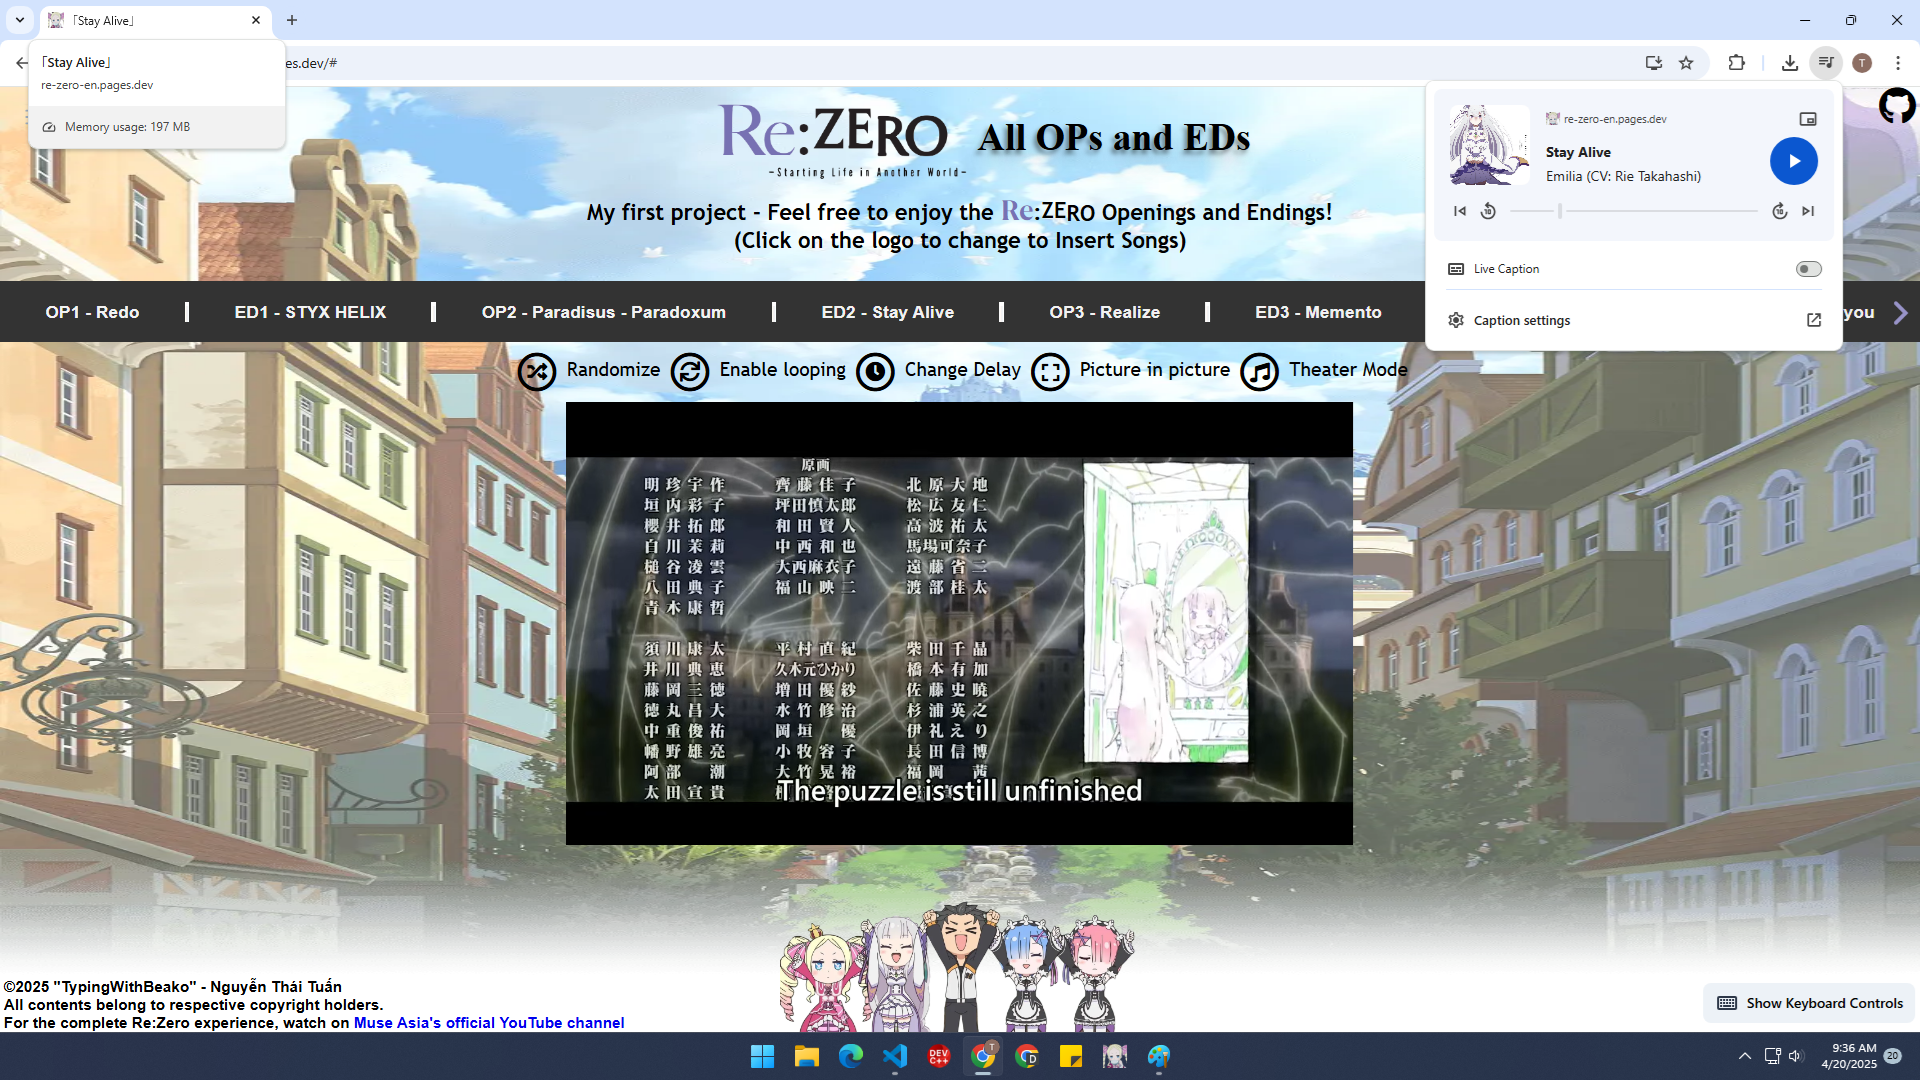 「Stay Alive」
「Stay Alive」
re-zero-en.pages.dev
Memory usage: 197 MB
es.dev/#
T
re-zero-en.pages.dev
Stay Alive
Emilia (CV: Rie Takahashi)
10
10
Live Caption
Caption settings
Re:ZERO
-Starting Life in Another World-
All OPs and EDs
My first project - Feel free to enjoy the Re:ZERO Openings and Endings!
(Click on the logo to change to Insert Songs)
OP1 - Redo
ED1 - STYX HELIX
OP2 - Paradisus - Paradoxum
ED2 - Stay Alive
OP3 - Realize
ED3 - Memento
you
Randomize
Enable looping
Change Delay
Picture in picture
Theater Mode
原画
明珍宇作 齊藤佳子 北原大地
垣内彩子 坪田慎太郎 松広友仁
櫻井拓郎 和田賢人 高波祐太
白川茉莉 中西和也 馬場可奈子
槌谷凌雲 大西麻衣子 遠藤省二
八田典子 福山映二 渡部桂太
青木康哲
須川康太 平村直紀 柴田千晶
井川典恵 久木元ひかり 橋本有加
藤岡三徳 増田優紗 佐藤史暁
徳丸昌大 水竹修治 杉浦英之
中重俊祐 岡垣優 伊礼えり
幡野雄亮 小牧容子 長田信博
阿部潮 大竹晃裕 福岡茜
太田宣貴
The puzzle is still unfinished
©2025 "TypingWithBeako" - Nguyễn Thái Tuấn
All contents belong to respective copyright holders.
For the complete Re:Zero experience, watch on Muse Asia's official YouTube channel
Show Keyboard Controls
DEV
C++
T
D
9:36 AM
4/20/2025
20